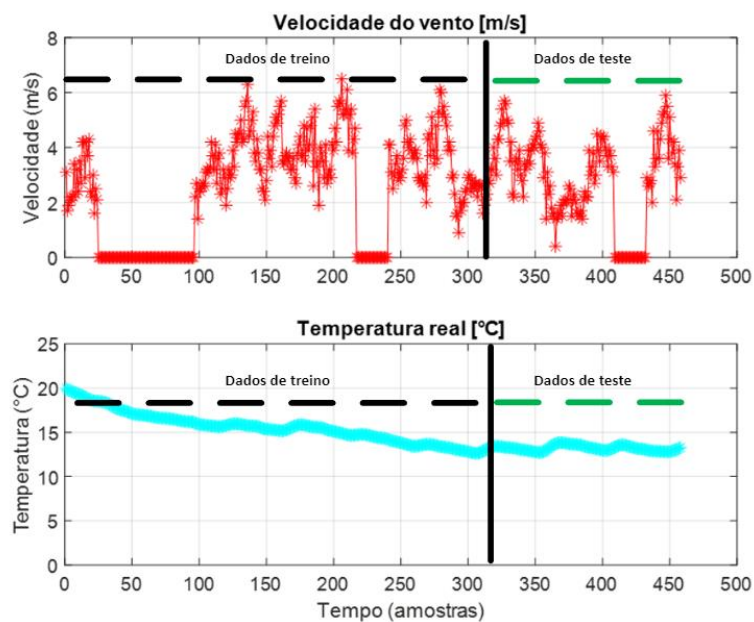 Velocidade do vento [m/s]
8
6
4
2
0
Velocidade (m/s)
Dados de treino
Dados de teste
0 50 100 150 200 250 300 350 400 450 500
Temperatura real [°C]
25
20
15
10
5
0
Temperatura (°C)
Dados de treino
Dados de teste
0 50 100 150 200 250 300 350 400 450 500
Tempo (amostras)